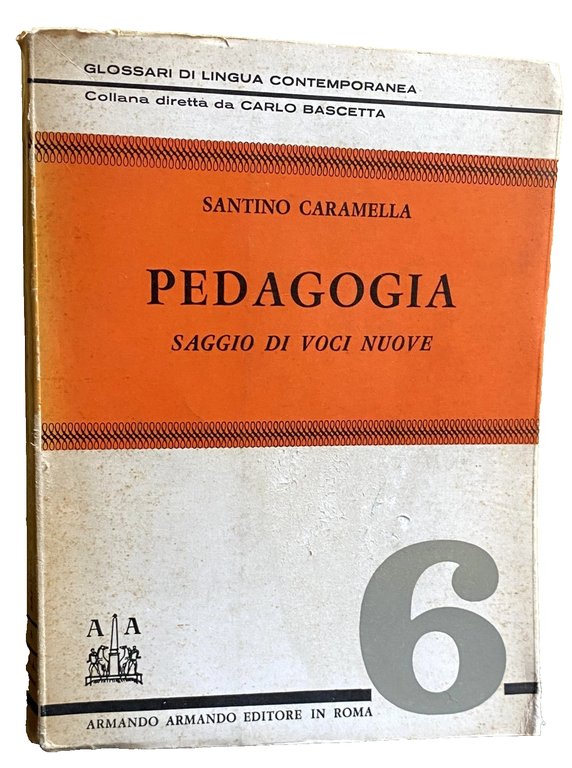 GLOSSARI DI LINGUA CONTEMPORANEA
Collana diretta da CARLO BASCETTA
SANTINO CARAMELLA
PEDAGOGIA
SAGGIO DI VOCI NUOVE
6
A A
ARMANDO ARMANDO EDITORE IN ROMA